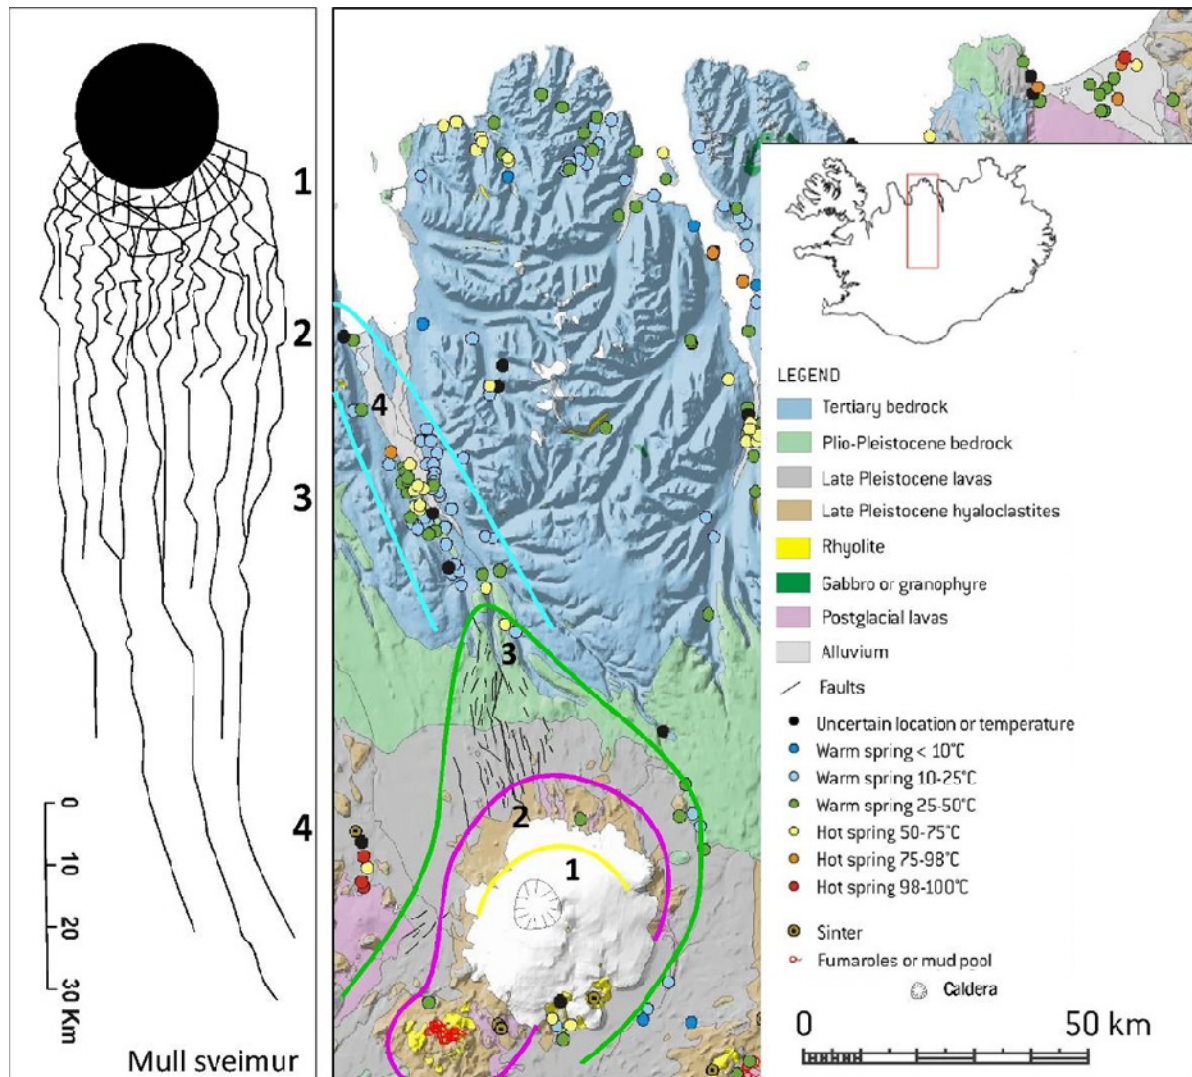 1
2
3
4
0
10
20
30 Km
Mull sveimur
4
3
2
1
LEGEND
Tertiary bedrock
Plio-Pleistocene bedrock
Late Pleistocene lavas
Late Pleistocene hyaloclastites
Rhyolite
Gabbro or granophyre
Postglacial lavas
Alluvium
Faults
Uncertain location or temperature
Warm spring < 10°C
Warm spring 10-25°C
Warm spring 25-50°C
Hot spring 50-75°C
Hot spring 75-98°C
Hot spring 98-100°C
Sinter
Fumaroles or mud pool
Caldera
0 50 km